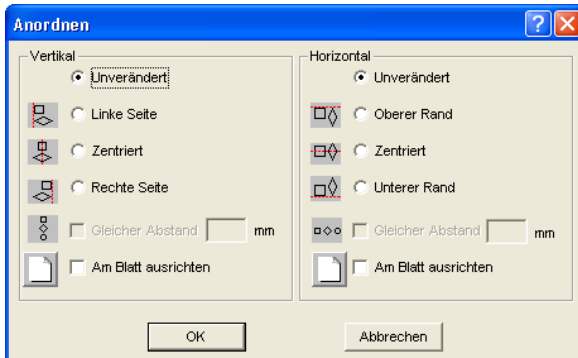 Anordnen
Vertikal
Unverändert
Linke Seite
Zentriert
Rechte Seite
Gleicher Abstand mm
Am Blatt ausrichten
Horizontal
Unverändert
Oberer Rand
Zentriert
Unterer Rand
Gleicher Abstand mm
Am Blatt ausrichten
OK Abbrechen